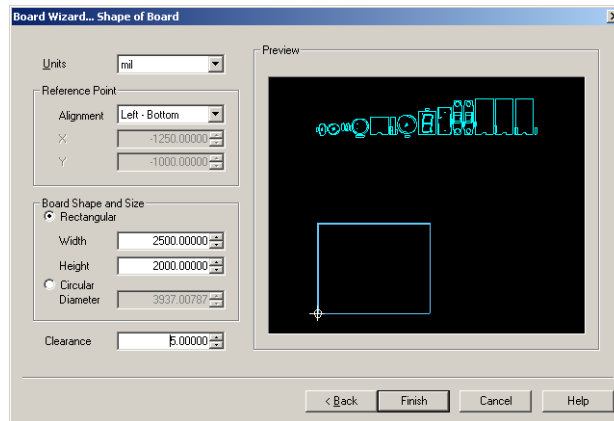 Board Wizard... Shape of Board
Units mil
Reference Point
Alignment Left - Bottom
X -1250.00000
Y -1000.00000
Board Shape and Size
Rectangular
Width 2500.00000
Height 2000.00000
Circular
Diameter 3937.00787
Clearance 5.00000
Preview
< Back Finish Cancel Help